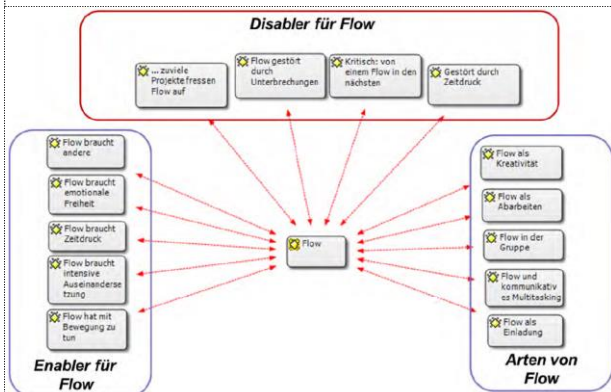 Disabler für Flow
... zuviele
Projekte fressen
Flow auf
Flow gestört
durch
Unterbrechungen
Kritisch: von
einem Flow in den
nächsten
Gestört durch
Zeitdruck
Flow braucht
andere
Flow braucht
emotionale
Freiheit
Flow braucht
Zeitdruck
Flow braucht
intensive
Auseinanderse
tzung
Flow hat mit
Bewegung zu
tun
Enabler für
Flow
Flow
Flow als
Kreativität
Flow als
Abarbeiten
Flow in der
Gruppe
Flow und
kommunikativ
es Multitasking
Flow als
Einladung
Arten von
Flow